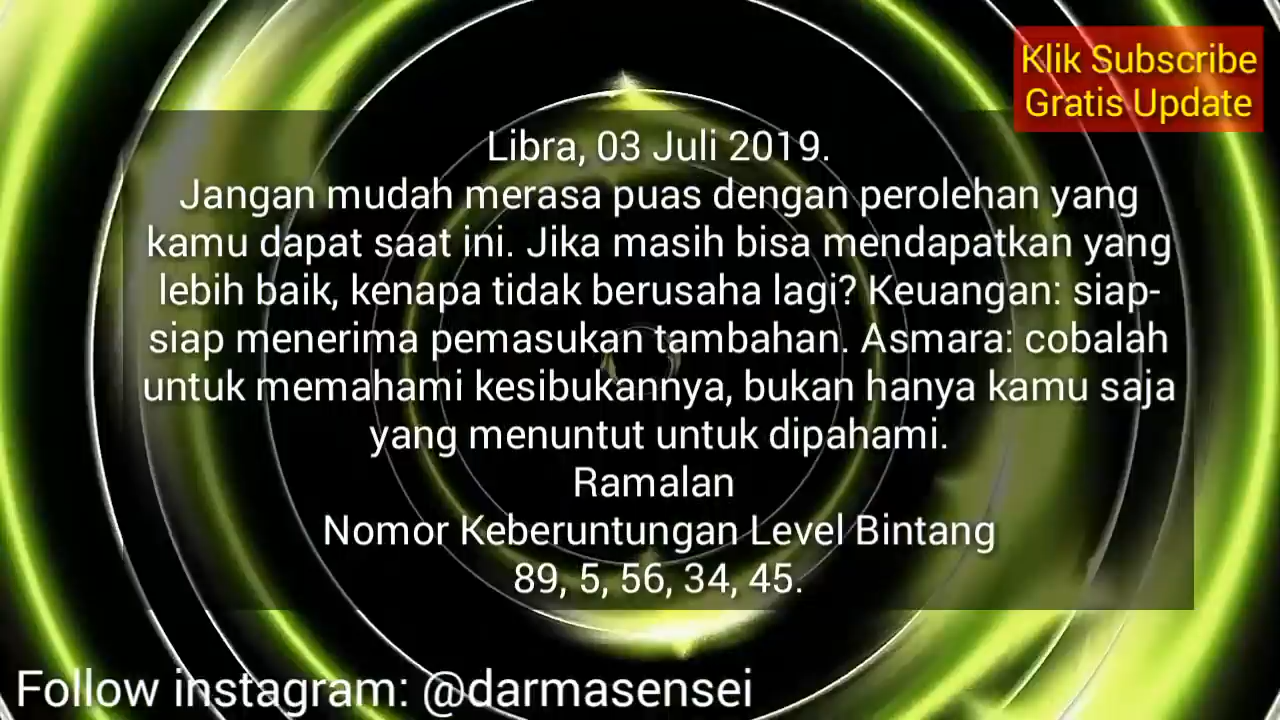 Klik Subscribe
Gratis Update
Libra, 03 Juli 2019.
Jangan mudah merasa puas dengan perolehan yang
kamu dapat saat ini. Jika masih bisa mendapatkan yang
lebih baik, kenapa tidak berusaha lagi? Keuangan: siap-
siap menerima pemasukan tambahan. Asmara: cobalah
untuk memahami kesibukannya, bukan hanya kamu saja
yang menuntut untuk dipahami.
Ramalan
Nomor Keberuntungan Level Bintang
89, 5, 56, 34, 45.
Follow instagram: @darmasensei